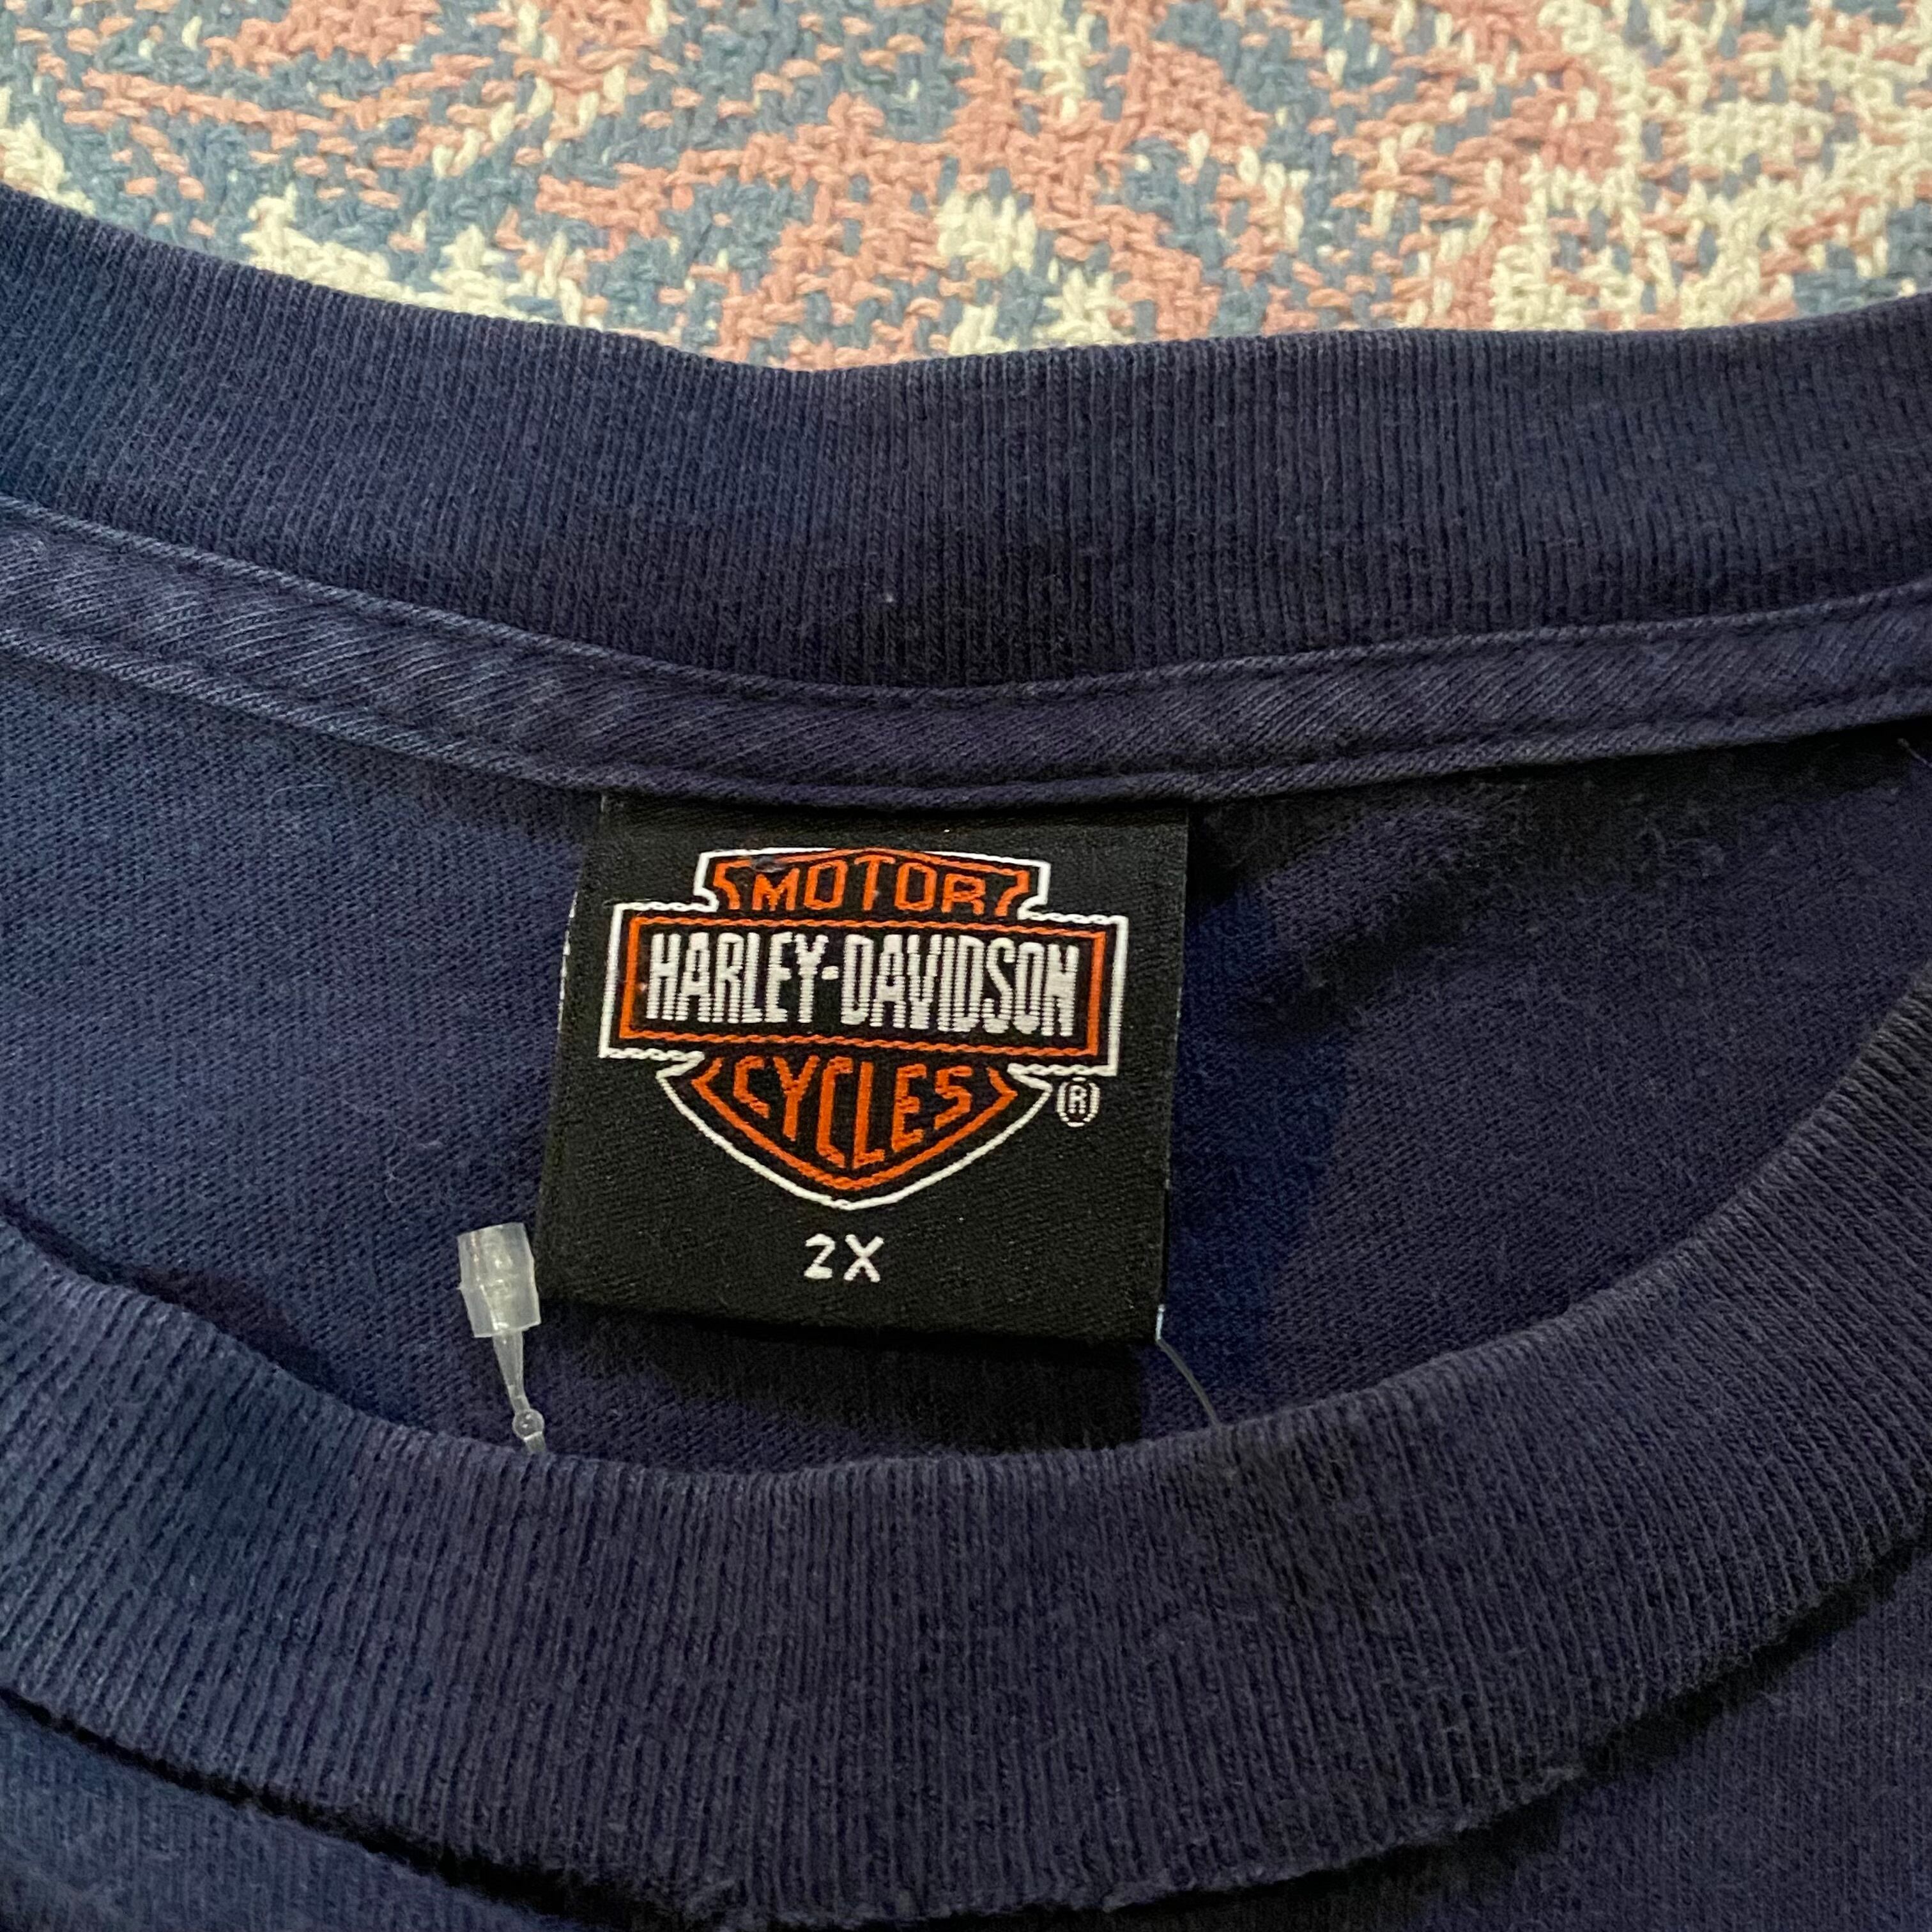 MOTOR
HARLEY-DAVIDSON
CYCLES
®
2X